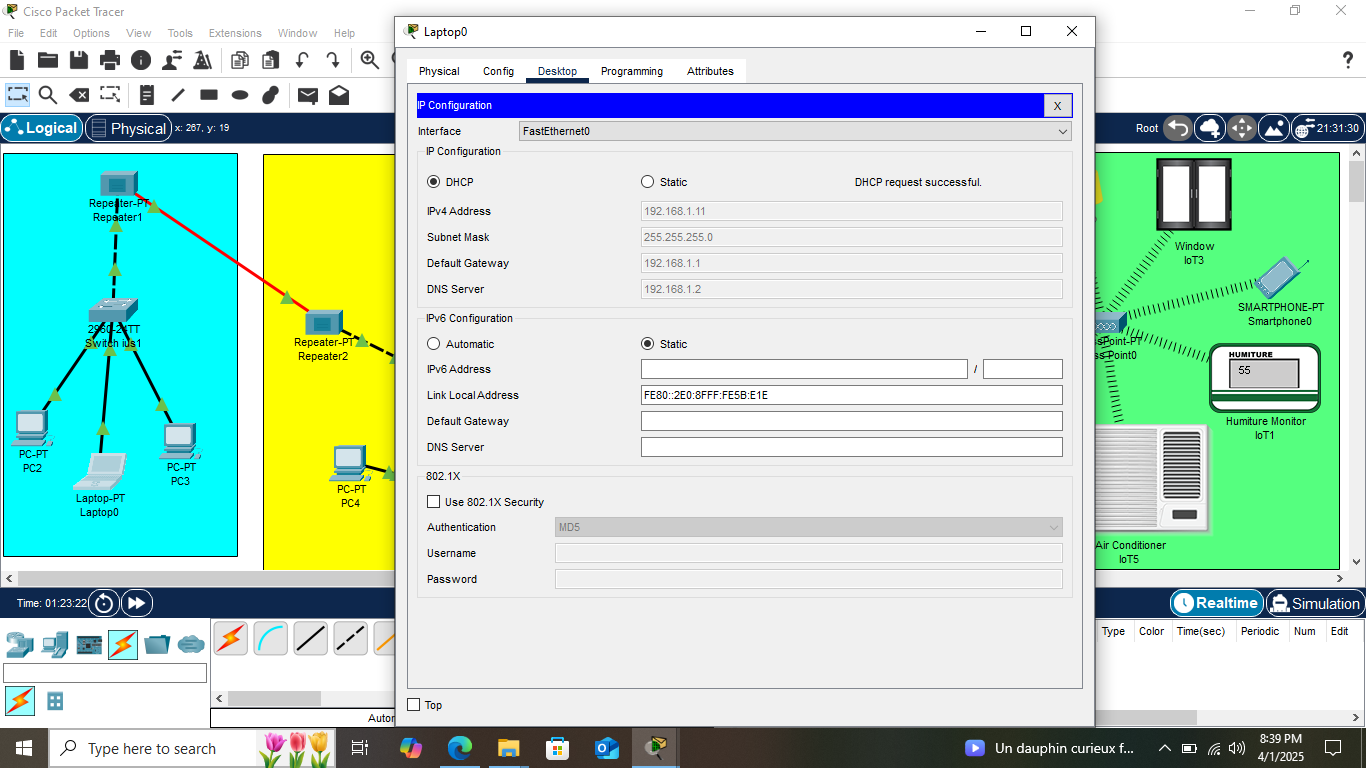 Cisco Packet Tracer
File Edit Options View Tools Extensions Window Help
Logical Physical x: 267, y: 19
Root 21:31:30
Repeater-PT
Repeater1
2960-24TT
PC-PT
PC2
Laptop-PT
Laptop0
PC-PT
PC3
Repeater-PT
Repeater2
PC-PT
PC4
Laptop0
Physical Config Desktop Programming Attributes
IP Configuration X
Interface FastEthernet0
IP Configuration
DHCP Static DHCP request successful.
IPv4 Address 192.168.1.11
Subnet Mask 255.255.255.0
Default Gateway 192.168.1.1
DNS Server 192.168.1.2
IPv6 Configuration
Automatic Static
IPv6 Address /
Link Local Address FE80::2E0:8FFF:FE5B:E1E
Default Gateway
DNS Server
802.1X
Use 802.1X Security
Authentication MD5
Username
Password
Top
Window
IoT3
SMARTPHONE-PT
Smartphone0
sPoint-PT
ss Point0
HUMITURE
55
Humiture Monitor
IoT1
Air Conditioner
IoT5
Time: 01:23:22
Realtime Simulation
Type Color Time(sec) Periodic Num Edit
Autor
Type here to search
Un dauphin curieux f...
8:39 PM
4/1/2025